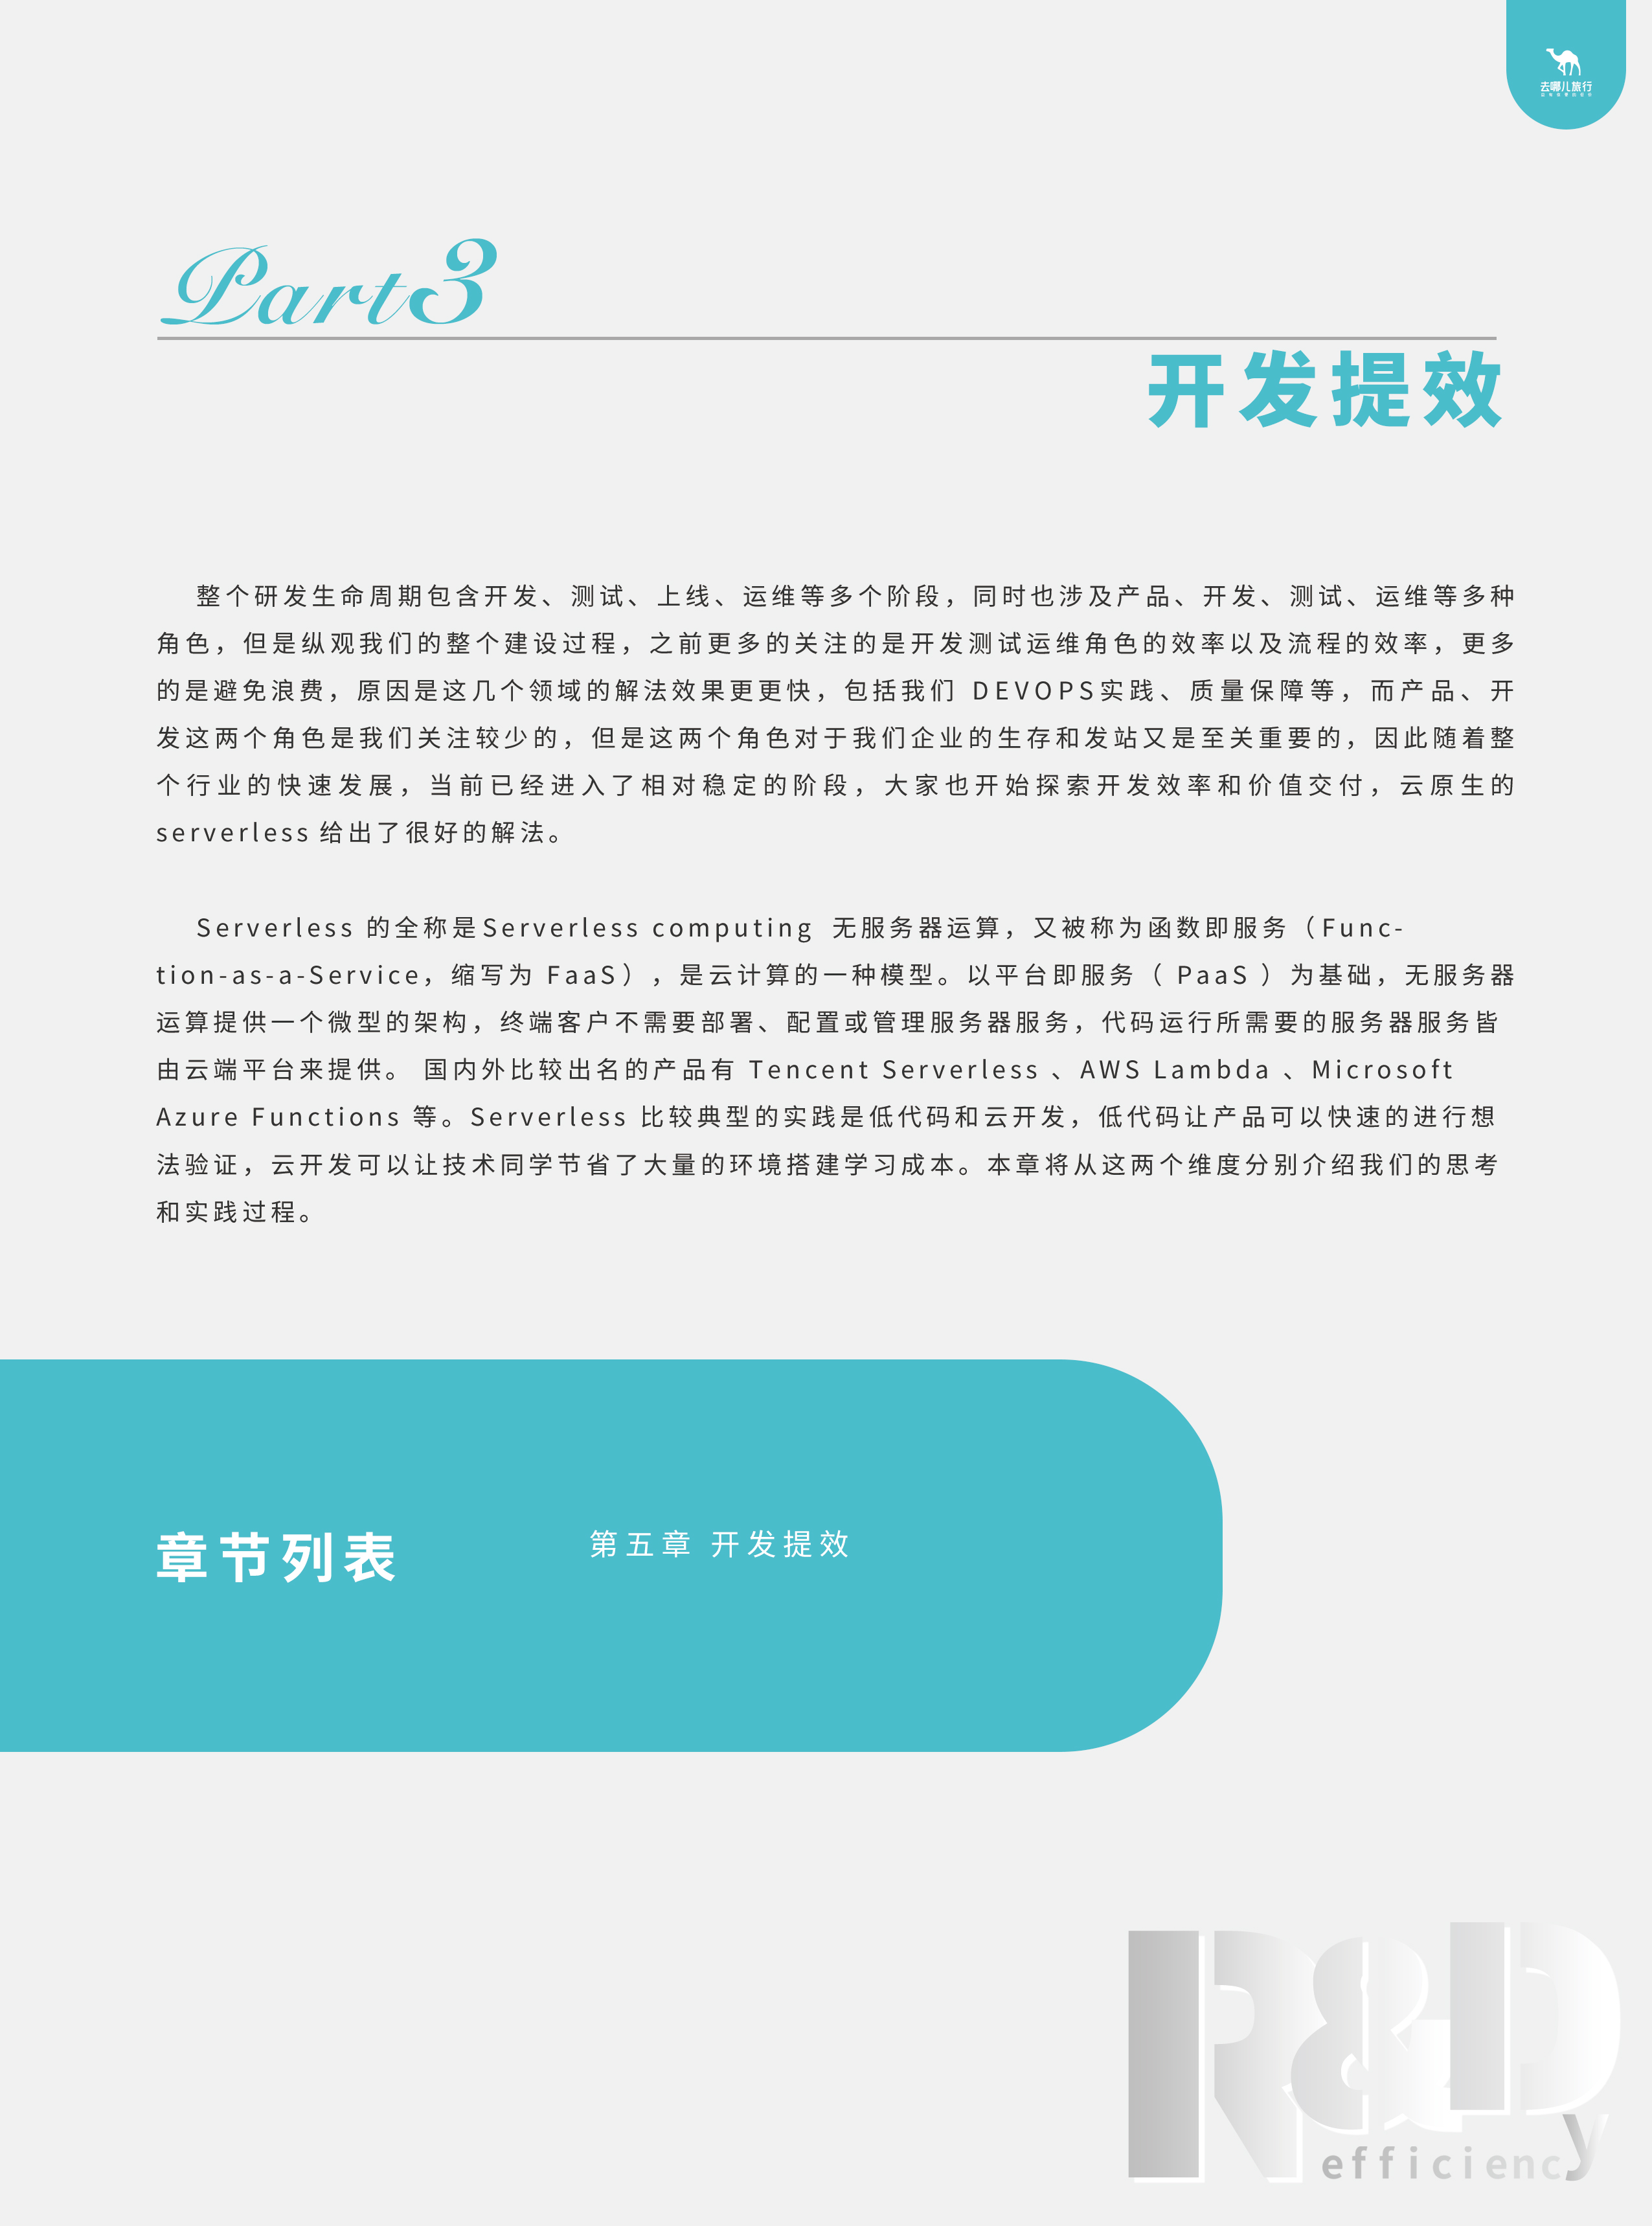 去哪儿旅行
Part3
开发提效
整个研发生命周期包含开发、测试、上线、运维等多个阶段，同时也涉及产品、开发、测试、运维等多种
角色，但是纵观我们的整个建设过程，之前更多的关注的是开发测试运维角色的效率以及流程的效率，更多
的是避免浪费，原因是这几个领域的解法效果更更快，包括我们 DEVOPS实践、质量保障等，而产品、开
发这两个角色是我们关注较少的，但是这两个角色对于我们企业的生存和发站又是至关重要的，因此随着整
个行业的快速发展，当前已经进入了相对稳定的阶段，大家也开始探索开发效率和价值交付，云原生的
serverless 给出了很好的解法。
Serverless 的全称是Serverless computing 无服务器运算，又被称为函数即服务（Func-
tion-as-a-Service，缩写为 FaaS），是云计算的一种模型。以平台即服务（ PaaS ）为基础，无服务器
运算提供一个微型的架构，终端客户不需要部署、配置或管理服务器服务，代码运行所需要的服务器服务皆
由云端平台来提供。 国内外比较出名的产品有 Tencent Serverless 、AWS Lambda 、Microsoft
Azure Functions 等。Serverless 比较典型的实践是低代码和云开发，低代码让产品可以快速的进行想
法验证，云开发可以让技术同学节省了大量的环境搭建学习成本。本章将从这两个维度分别介绍我们的思考
和实践过程。
章节列表
第五章 开发提效
R&D
efficiency